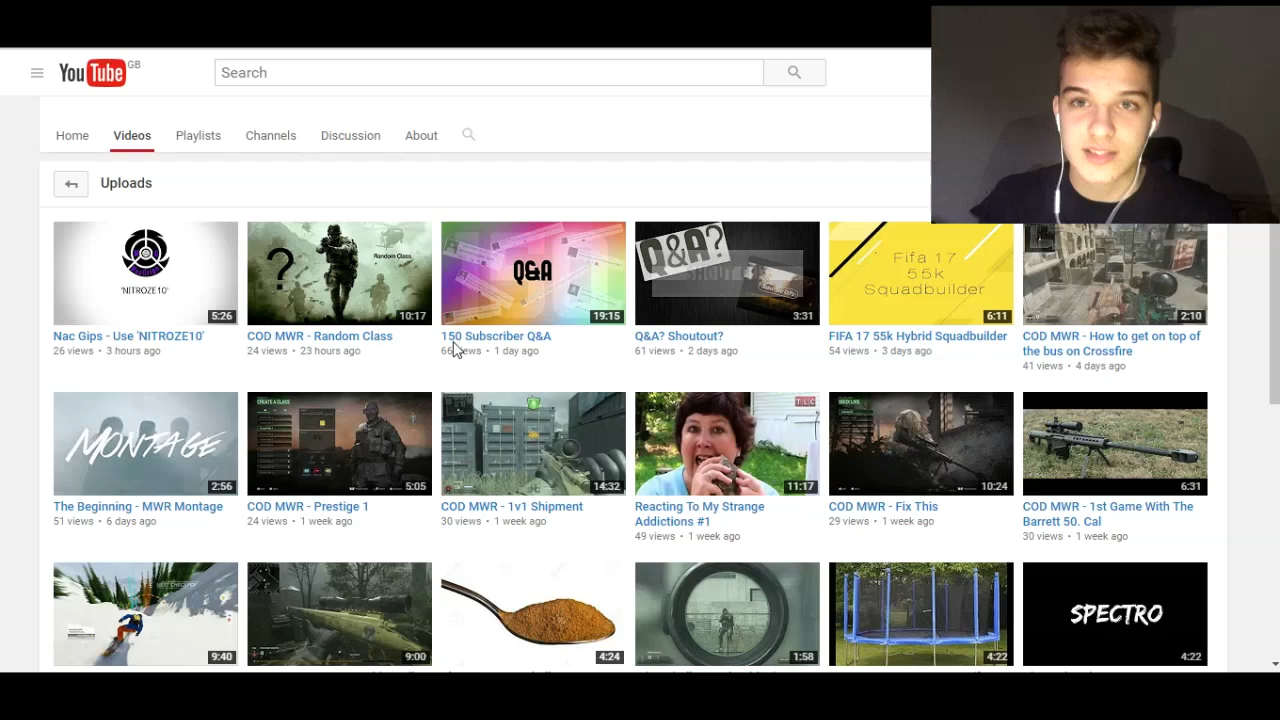 YouTube GB
Search
Home Videos Playlists Channels Discussion About
Uploads
'NITROZE10'
5:26
?
Random Class
10:17
Q&A
19:15
Q&A?
3:31
Fifa 17
55k
Squadbuilder
6:11
2:10
Nac Gips - Use 'NITROZE10'
26 views • 3 hours ago
COD MWR - Random Class
24 views • 23 hours ago
150 Subscriber Q&A
views • 1 day ago
Q&A? Shoutout?
61 views • 2 days ago
FIFA 17 55k Hybrid Squadbuilder
54 views • 3 days ago
COD MWR - How to get on top of
the bus on Crossfire
41 views • 4 days ago
MONTAGE
2:56
CREATE A CLASS
5:05
14:32
TLC
11:17
XBOX LIVE
10:24
6:31
The Beginning - MWR Montage
51 views • 6 days ago
COD MWR - Prestige 1
24 views • 1 week ago
COD MWR - 1v1 Shipment
30 views • 1 week ago
Reacting To My Strange
Addictions #1
49 views • 1 week ago
COD MWR - Fix This
29 views • 1 week ago
COD MWR - 1st Game With The
Barrett 50. Cal
30 views • 1 week ago
9:40
9:00
4:24
1:58
4:22
SPECTRO
4:22